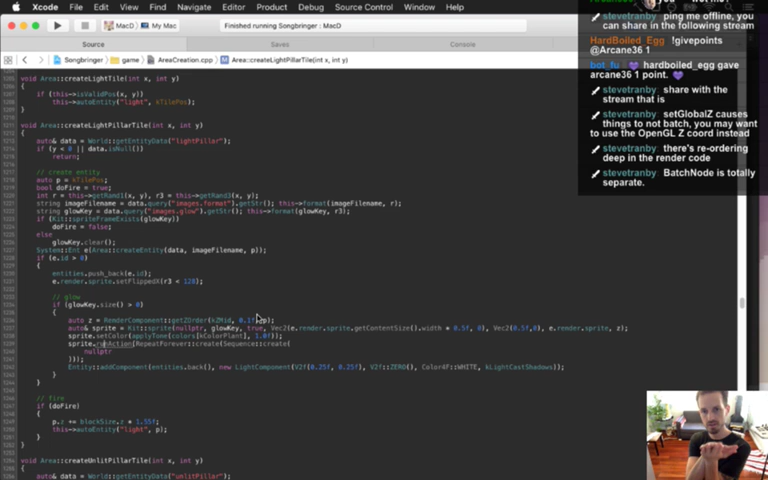 Xcode File Edit View Find Navigate Editor Product Debug Source Control Window Help
MacD My Mac Finished running Songbringer : MacD
Source Saves Console
Songbringer game AreaCreation.cpp Area::createLightPillarTile(int x, int y)
void Area::createLightTile(int x, int y)
{
if (this->isValidPos(x, y))
this->autoEntity("light", kTilePos);
}
void Area::createLightPillarTile(int x, int y)
{
auto& data = World::getEntityData("lightPillar");
if (y < 0 || data.isNull())
return;
// create entity
auto p = kTilePos;
bool doFire = true;
int r = this->getRand1(x, y), r3 = this->getRand3(x, y);
string imageFilename = data.query("images.format").getStr(); this->format(imageFilename, r);
string glowKey = data.query("images.glow").getStr(); this->format(glowKey, r3);
if (Kit::spriteFrameExists(glowKey))
doFire = false;
else
glowKey.clear();
System::Ent e(Area::createEntity(data, imageFilename, p));
if (e.id > 0)
{
entities.push_back(e.id);
e.render.sprite.setFlippedX(r3 < 128);
// glow
if (glowKey.size() > 0)
{
auto z = RenderComponent::getZOrder(kZMid, 0.1f, p);
auto& sprite = Kit::sprite(nullptr, glowKey, true, Vec2(e.render.sprite.getContentSize().width * 0.5f, 0), Vec2(0.5f,0), e.render.sprite, z);
sprite.setColor(applyTone(colors[kColorPlant], 1.0f));
sprite.runAction(RepeatForever::create(Sequence::create(
nullptr
)));
Entity::addComponent(entities.back(), new LightComponent(V2f(0.25f, 0.25f), V2f::ZERO(), Color4F::WHITE, kLightCastShadows));
}
}
// fire
if (doFire)
{
p.z += blockSize.z * 1.55f;
this->autoEntity("light", p);
}
}
void Area::createUnlitPillarTile(int x, int y)
{
auto& data = World::getEntityData("unlitPillar");
stevetranby: ping me offline, you
can share in the following stream
HardBoiled_Egg: !givepoints
@Arcane36 1
bot_fu: 💜 hardboiled_egg gave
arcane36 1 point. 💜
stevetranby: share with the
stream that is
stevetranby: setGlobalZ causes
things to not batch, you may want
to use the OpenGL Z coord instead
stevetranby: there's re-ordering
deep in the render code
stevetranby: BatchNode is totally
separate.